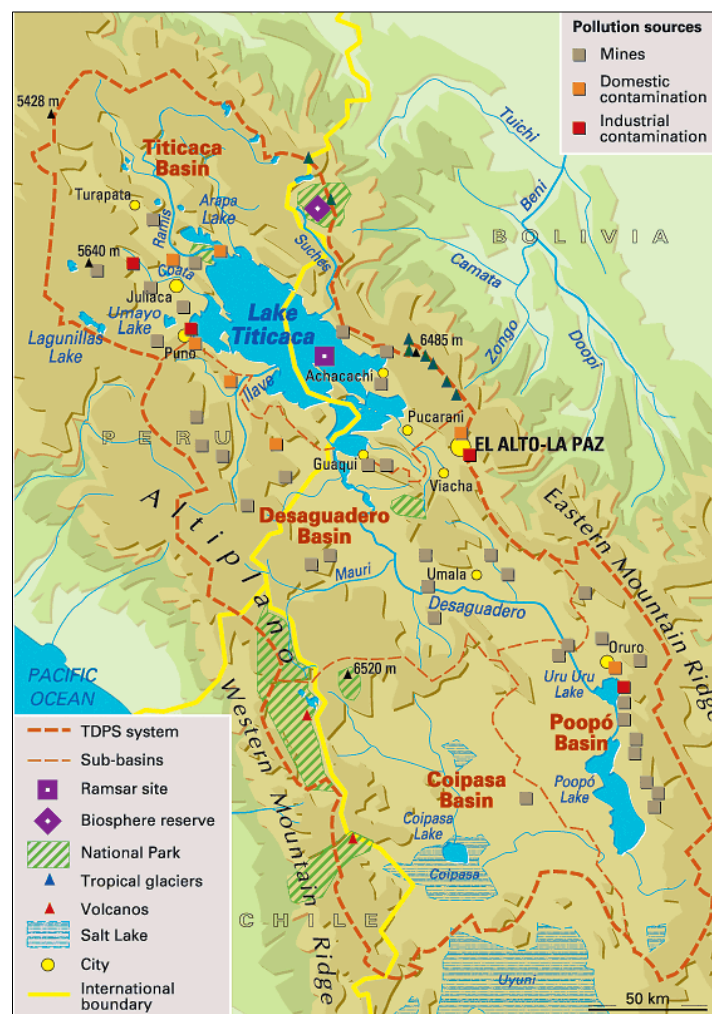 Pollution sources
Mines
Domestic
contamination
Industrial
contamination
5428 m
Titicaca
Basin
Tuichi
Beni
Turapata
Arapa
Lake
Ramis
Suches
BOLIVIA
5640 m
Coata
Camata
Juliaca
Umayo
Lake
Lake
Titicaca
Zongo
Doopi
Lagunillas
Lake
6485 m
Puno
Ilave
Achacachi
Pucarani
PERU
EL ALTO-LA PAZ
Guaqui
Viacha
Altiplano
Desaguadero
Basin
Eastern Mountain Ridge
Mauri
Umala
Desaguadero
PACIFIC
OCEAN
6520 m
Oruro
Uru Uru
Lake
Western Mountain Ridge
Poopó
Basin
Coipasa
Basin
Poopó
Lake
Coipasa
Lake
Coipasa
CHILE
Uyuni
50 km
TDPS system
Sub-basins
Ramsar site
Biosphere reserve
National Park
Tropical glaciers
Volcanos
Salt Lake
City
International
boundary